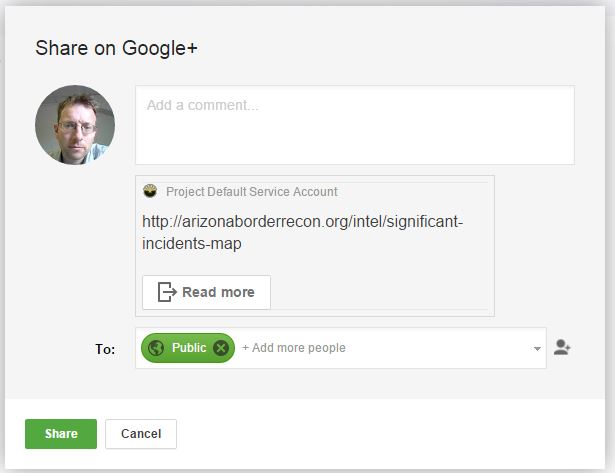 Share on Google+
Add a comment...
Project Default Service Account
http://arizonaborderrecon.org/intel/significant-
incidents-map
Read more
To: Public + Add more people
Share Cancel